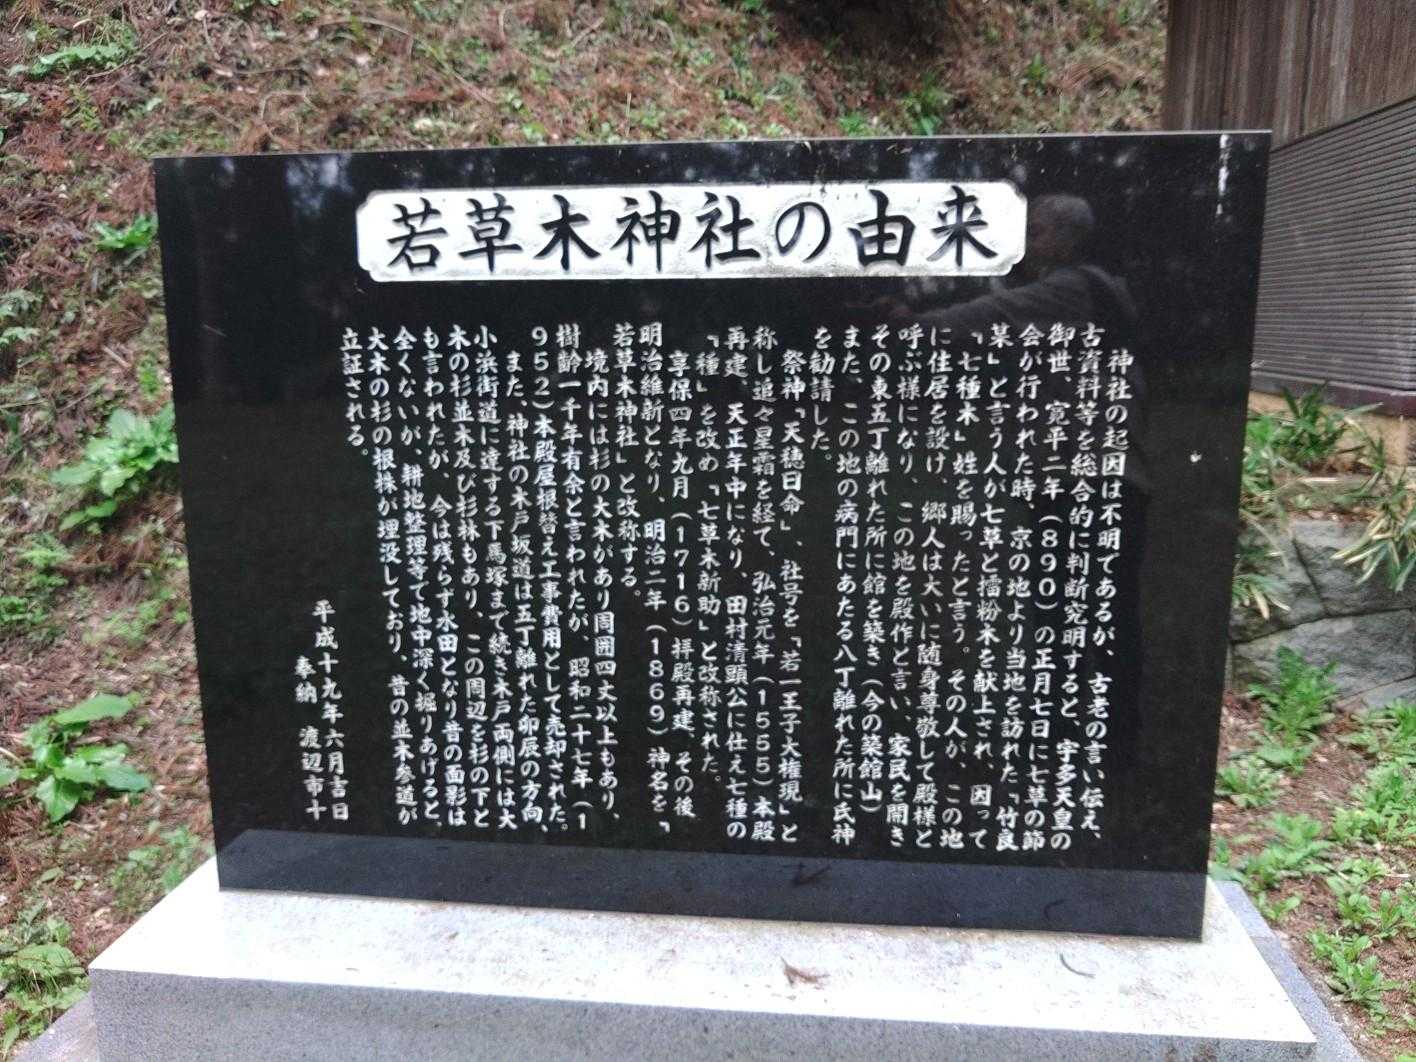 若草木神社の由来
神社の起因は不明であるが、古老の言い伝え、
古資料等を総合的に判断究明すると、宇多天皇の
御世、寛平二年（890）の正月七日に七草の節
会が行われた時、京の地より当地を訪れた「竹良
某」と言う人が七草と擂粉木を献上され、因って
「七種木」姓を賜ったと言う。その人が、この地
に住居を設け、郷人は大いに随身尊敬して殿様と
呼ぶ様になり、この地を殿作と言い、家民を開き
その東五丁離れた所に館を築き（今の築館山）
また、この地の病門にあたる八丁離れた所に氏神
を勧請した。
祭神「天穂日命」、社号を「若一王子大権現」と
称し追々星霜を経て、弘治元年（1555）本殿
再建、天正年中になり、田村清顕公に仕え七種の
「種」を改め「七草木新助」と改称された。
享保四年九月（1716）拝殿再建、その後
明治維新となり、明治二年（1869）神名を、「
若草木神社」と改称する。
境内には杉の大木があり周囲四丈以上もあり、
樹齢一千年有余と言われたが、昭和二十七年（1
952）本殿屋根替え工事費用として売却された。
また、神社の木戸坂道は五丁離れた卯辰の方向、
小浜街道に達する下馬塚まで続き木戸両側には大
木の杉並木及び杉林もあり、この周辺を杉の下と
も言われたが、今は残らず水田となり昔の面影は
全くないが、耕地整理等で地中深く堀りあげると、
大木の杉の根株が埋没しており、昔の並木参道が
立証される。
平成十九年六月吉日
奉納　渡辺市十